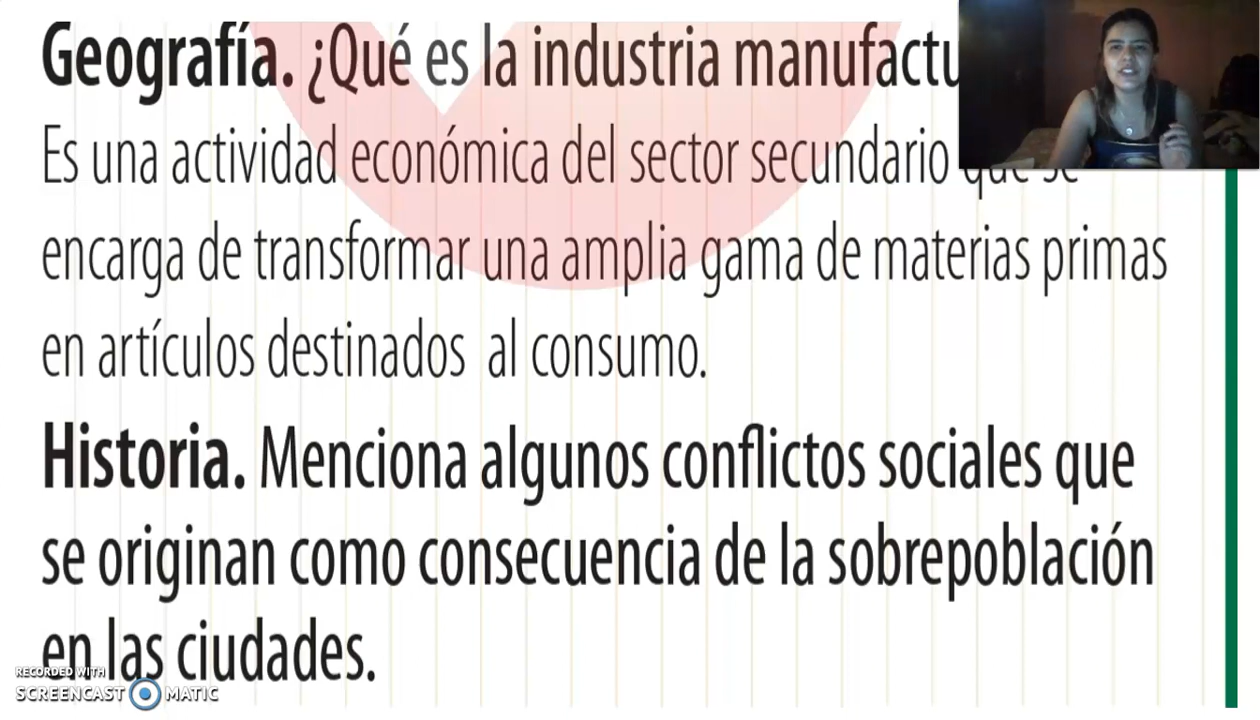 Geografía. ¿Qué es la industria
Es una actividad económica del sector secundario que se
encarga de transformar una amplia gama de materias primas
en artículos destinados al consumo.
Historia. Menciona algunos conflictos sociales que
se originan como consecuencia de la sobrepoblación
en las ciudades.
RECORDED WITH
SCREENCAST MATIC